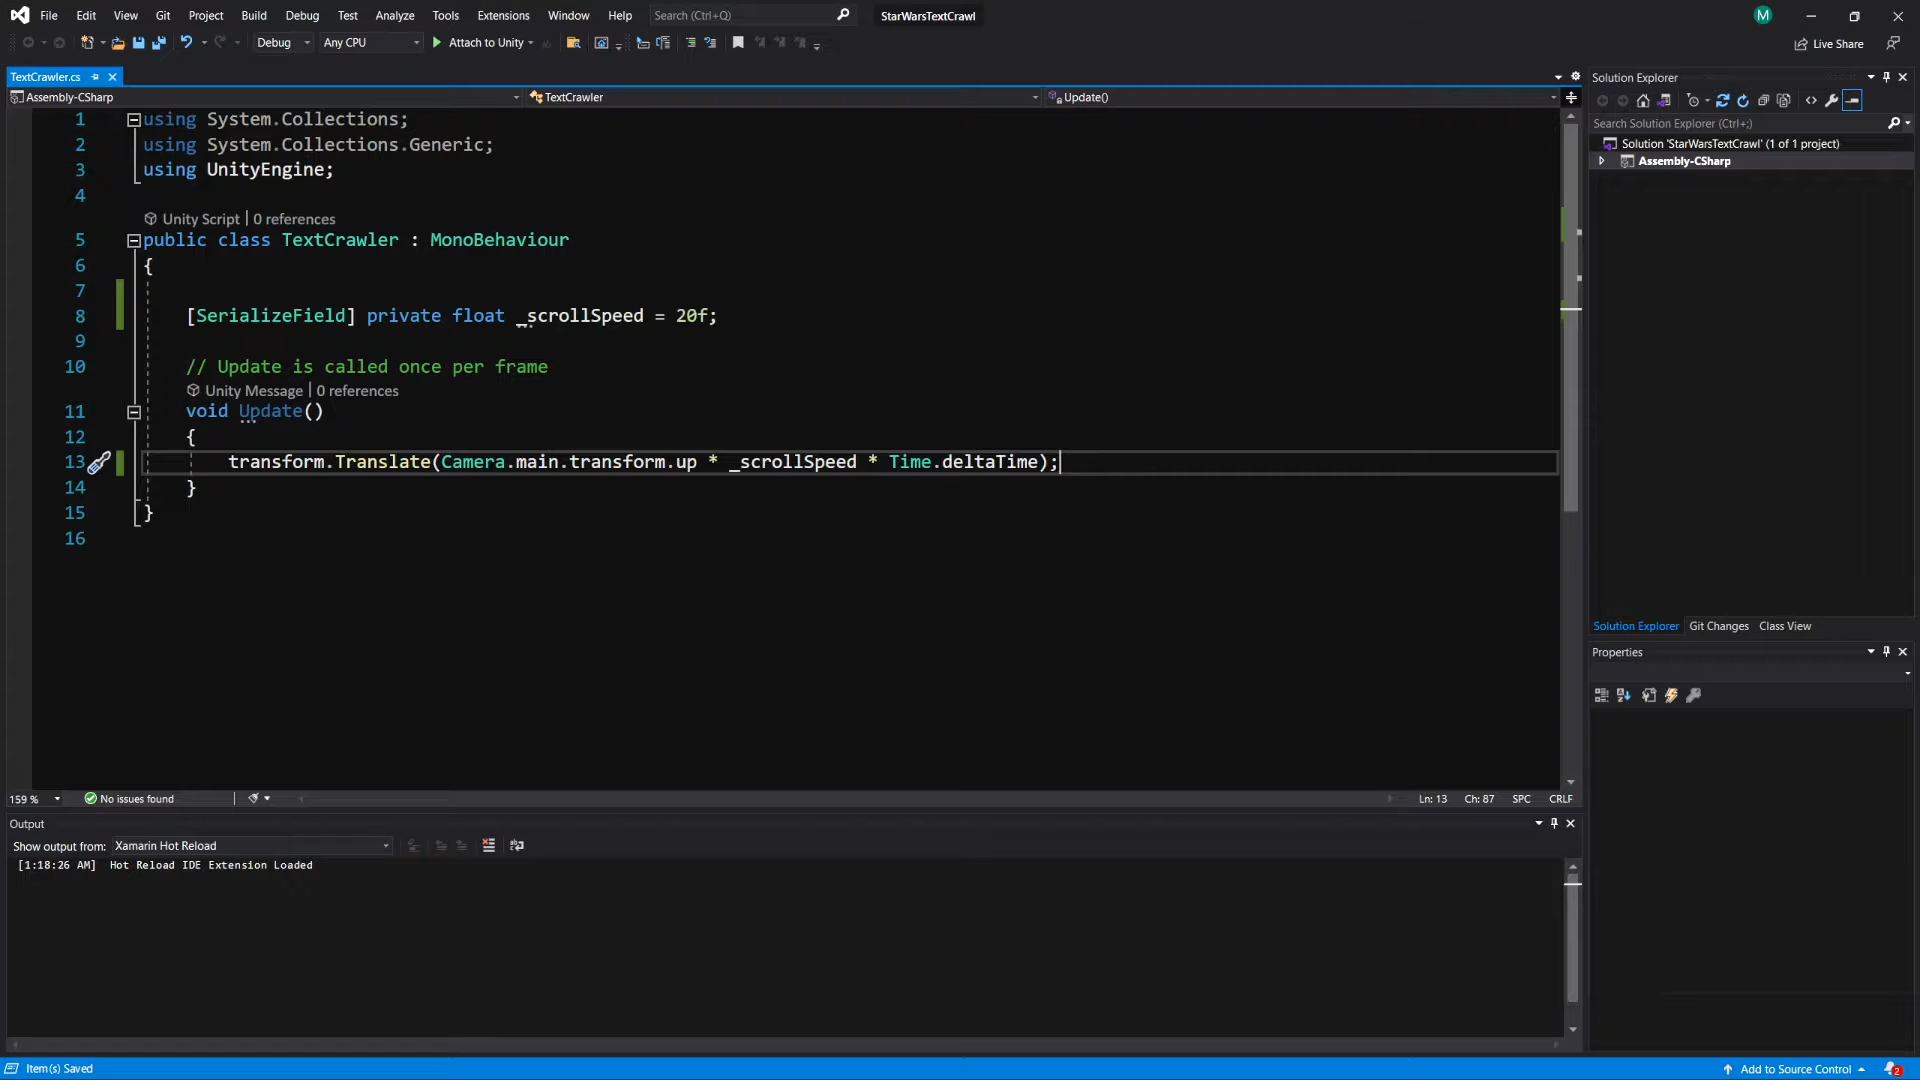 File Edit View Git Project Build Debug Test Analyze Tools Extensions Window Help Search (Ctrl+Q) StarWarsTextCrawl M
Debug Any CPU Attach to Unity Live Share
TextCrawler.cs
Assembly-CSharp TextCrawler Update()
1 using System.Collections;
2 using System.Collections.Generic;
3 using UnityEngine;
4
Unity Script | 0 references
5 public class TextCrawler : MonoBehaviour
6 {
7
8 [SerializeField] private float _scrollSpeed = 20f;
9
10 // Update is called once per frame
Unity Message | 0 references
11 void Update()
12 {
13 transform.Translate(Camera.main.transform.up * _scrollSpeed * Time.deltaTime);
14 }
15 }
16
159 % No issues found Ln: 13 Ch: 87 SPC CRLF
Output
Show output from: Xamarin Hot Reload
[1:18:26 AM] Hot Reload IDE Extension Loaded
Solution Explorer
Search Solution Explorer (Ctrl+;)
Solution 'StarWarsTextCrawl' (1 of 1 project)
Assembly-CSharp
Solution Explorer Git Changes Class View
Properties
Item(s) Saved Add to Source Control 2